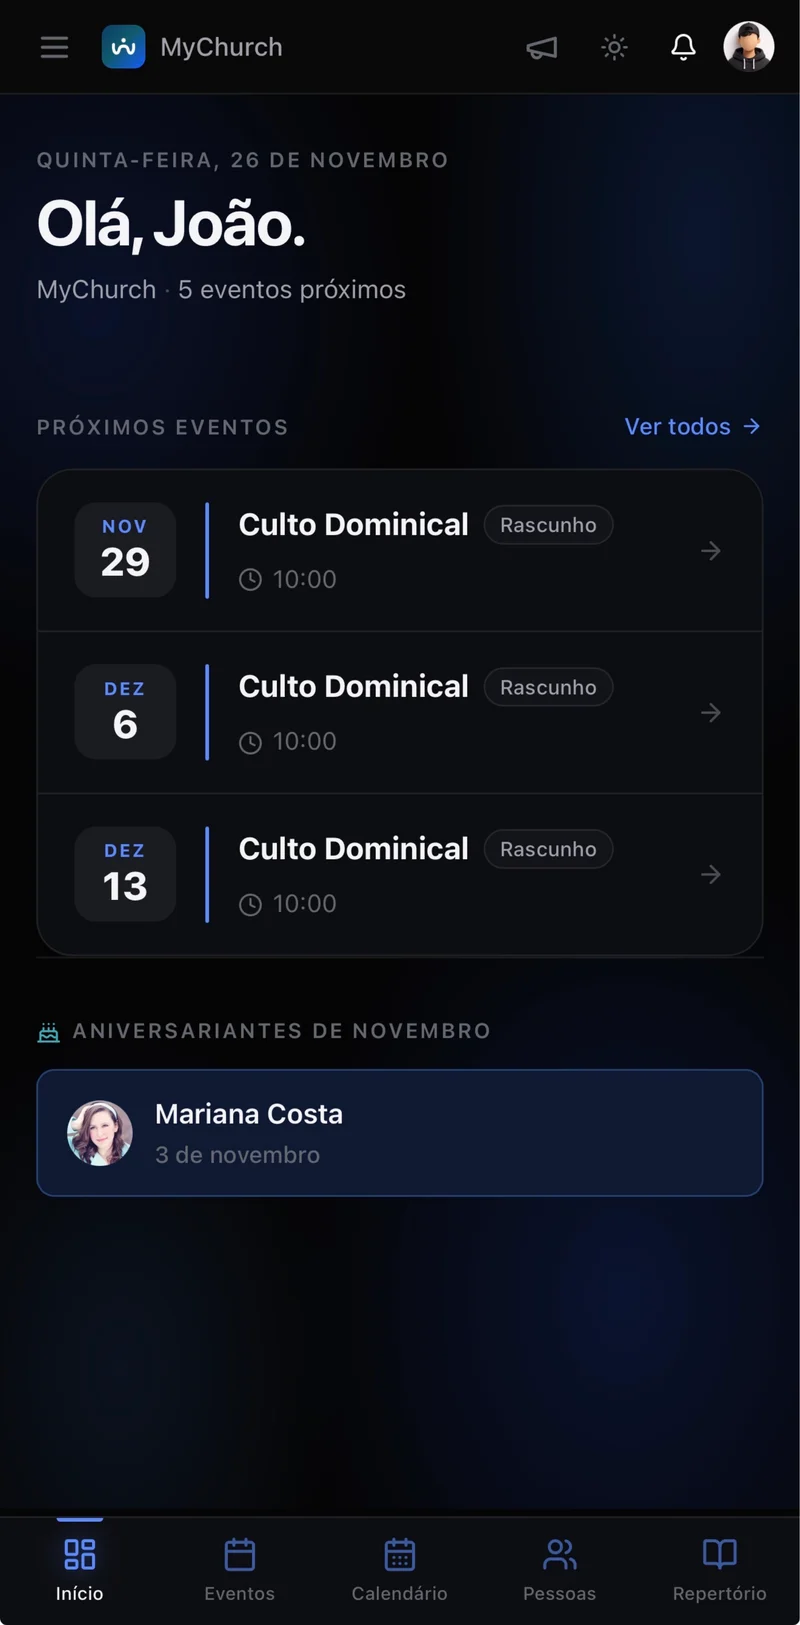 MyChurch
QUINTA-FEIRA, 26 DE NOVEMBRO
Olá, João.
MyChurch · 5 eventos próximos
PRÓXIMOS EVENTOS
Ver todos →
NOV
29
Culto Dominical
Rascunho
10:00
DEZ
6
Culto Dominical
Rascunho
10:00
DEZ
13
Culto Dominical
Rascunho
10:00
ANIVERSARIANTES DE NOVEMBRO
Mariana Costa
3 de novembro
Início
Eventos
Calendário
Pessoas
Repertório